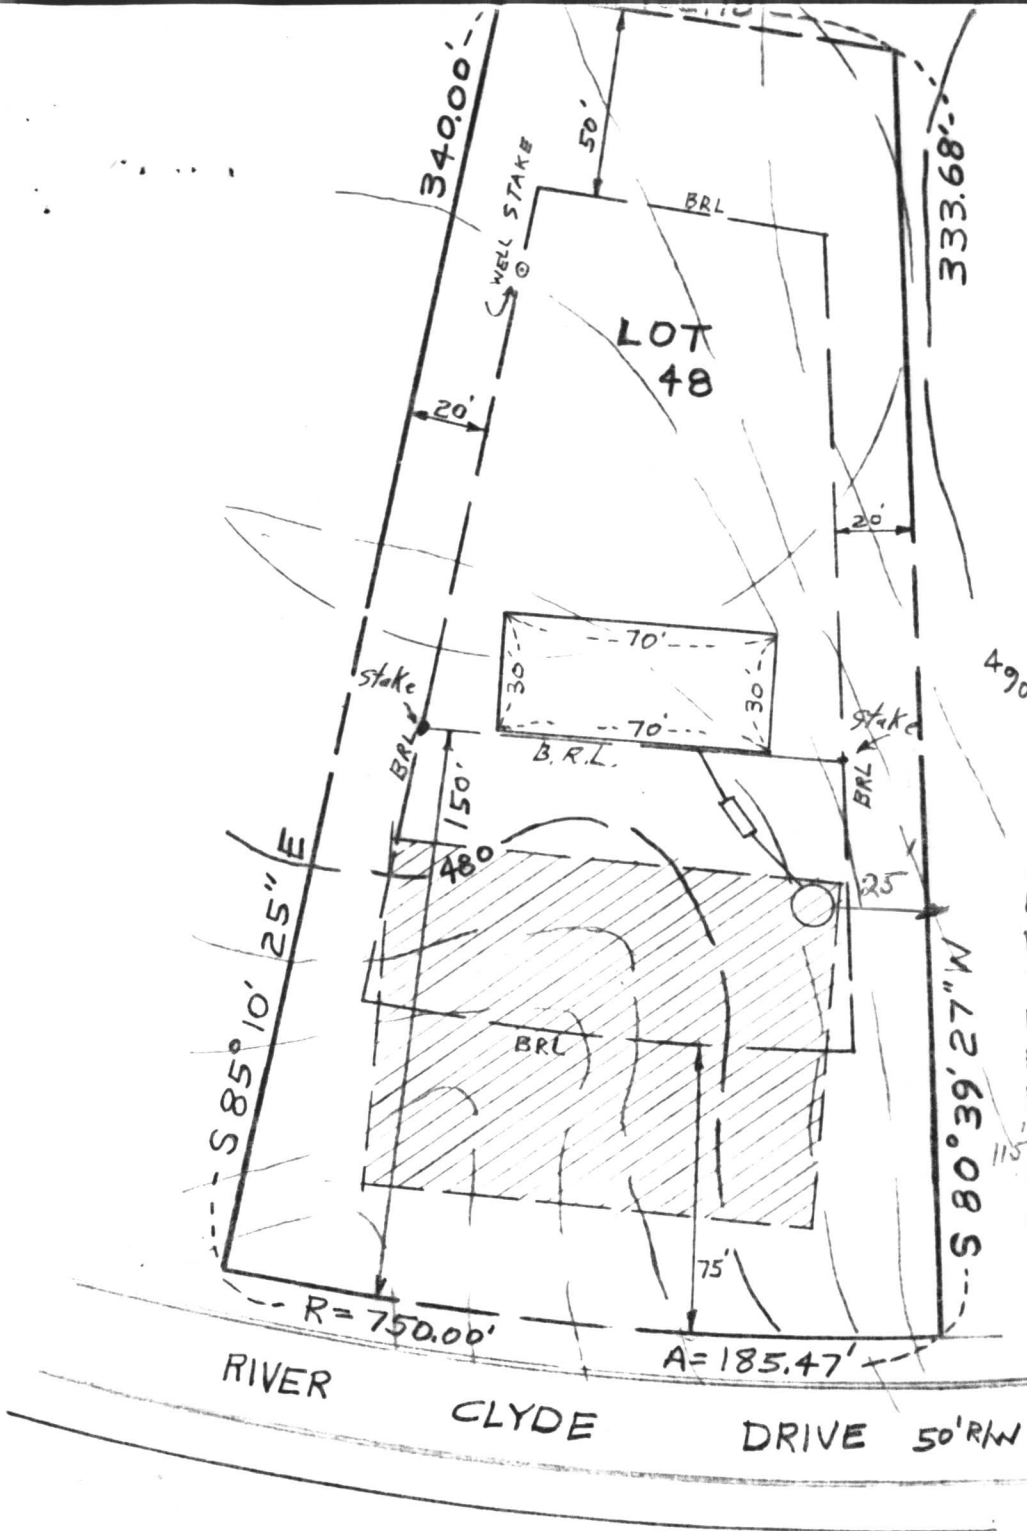 340.00'
50'
333.68'
WELL STAKE
BRL
LOT
48
20'
20'
70'
30'
30'
70'
B.R.L.
stake
stake
BRL
BRL
150'
490
480
25
S 85° 10' 25" E
S 80° 39' 27" W
BRL
115'
75'
R = 750.00'
A = 185.47'
RIVER CLYDE DRIVE 50' R/W